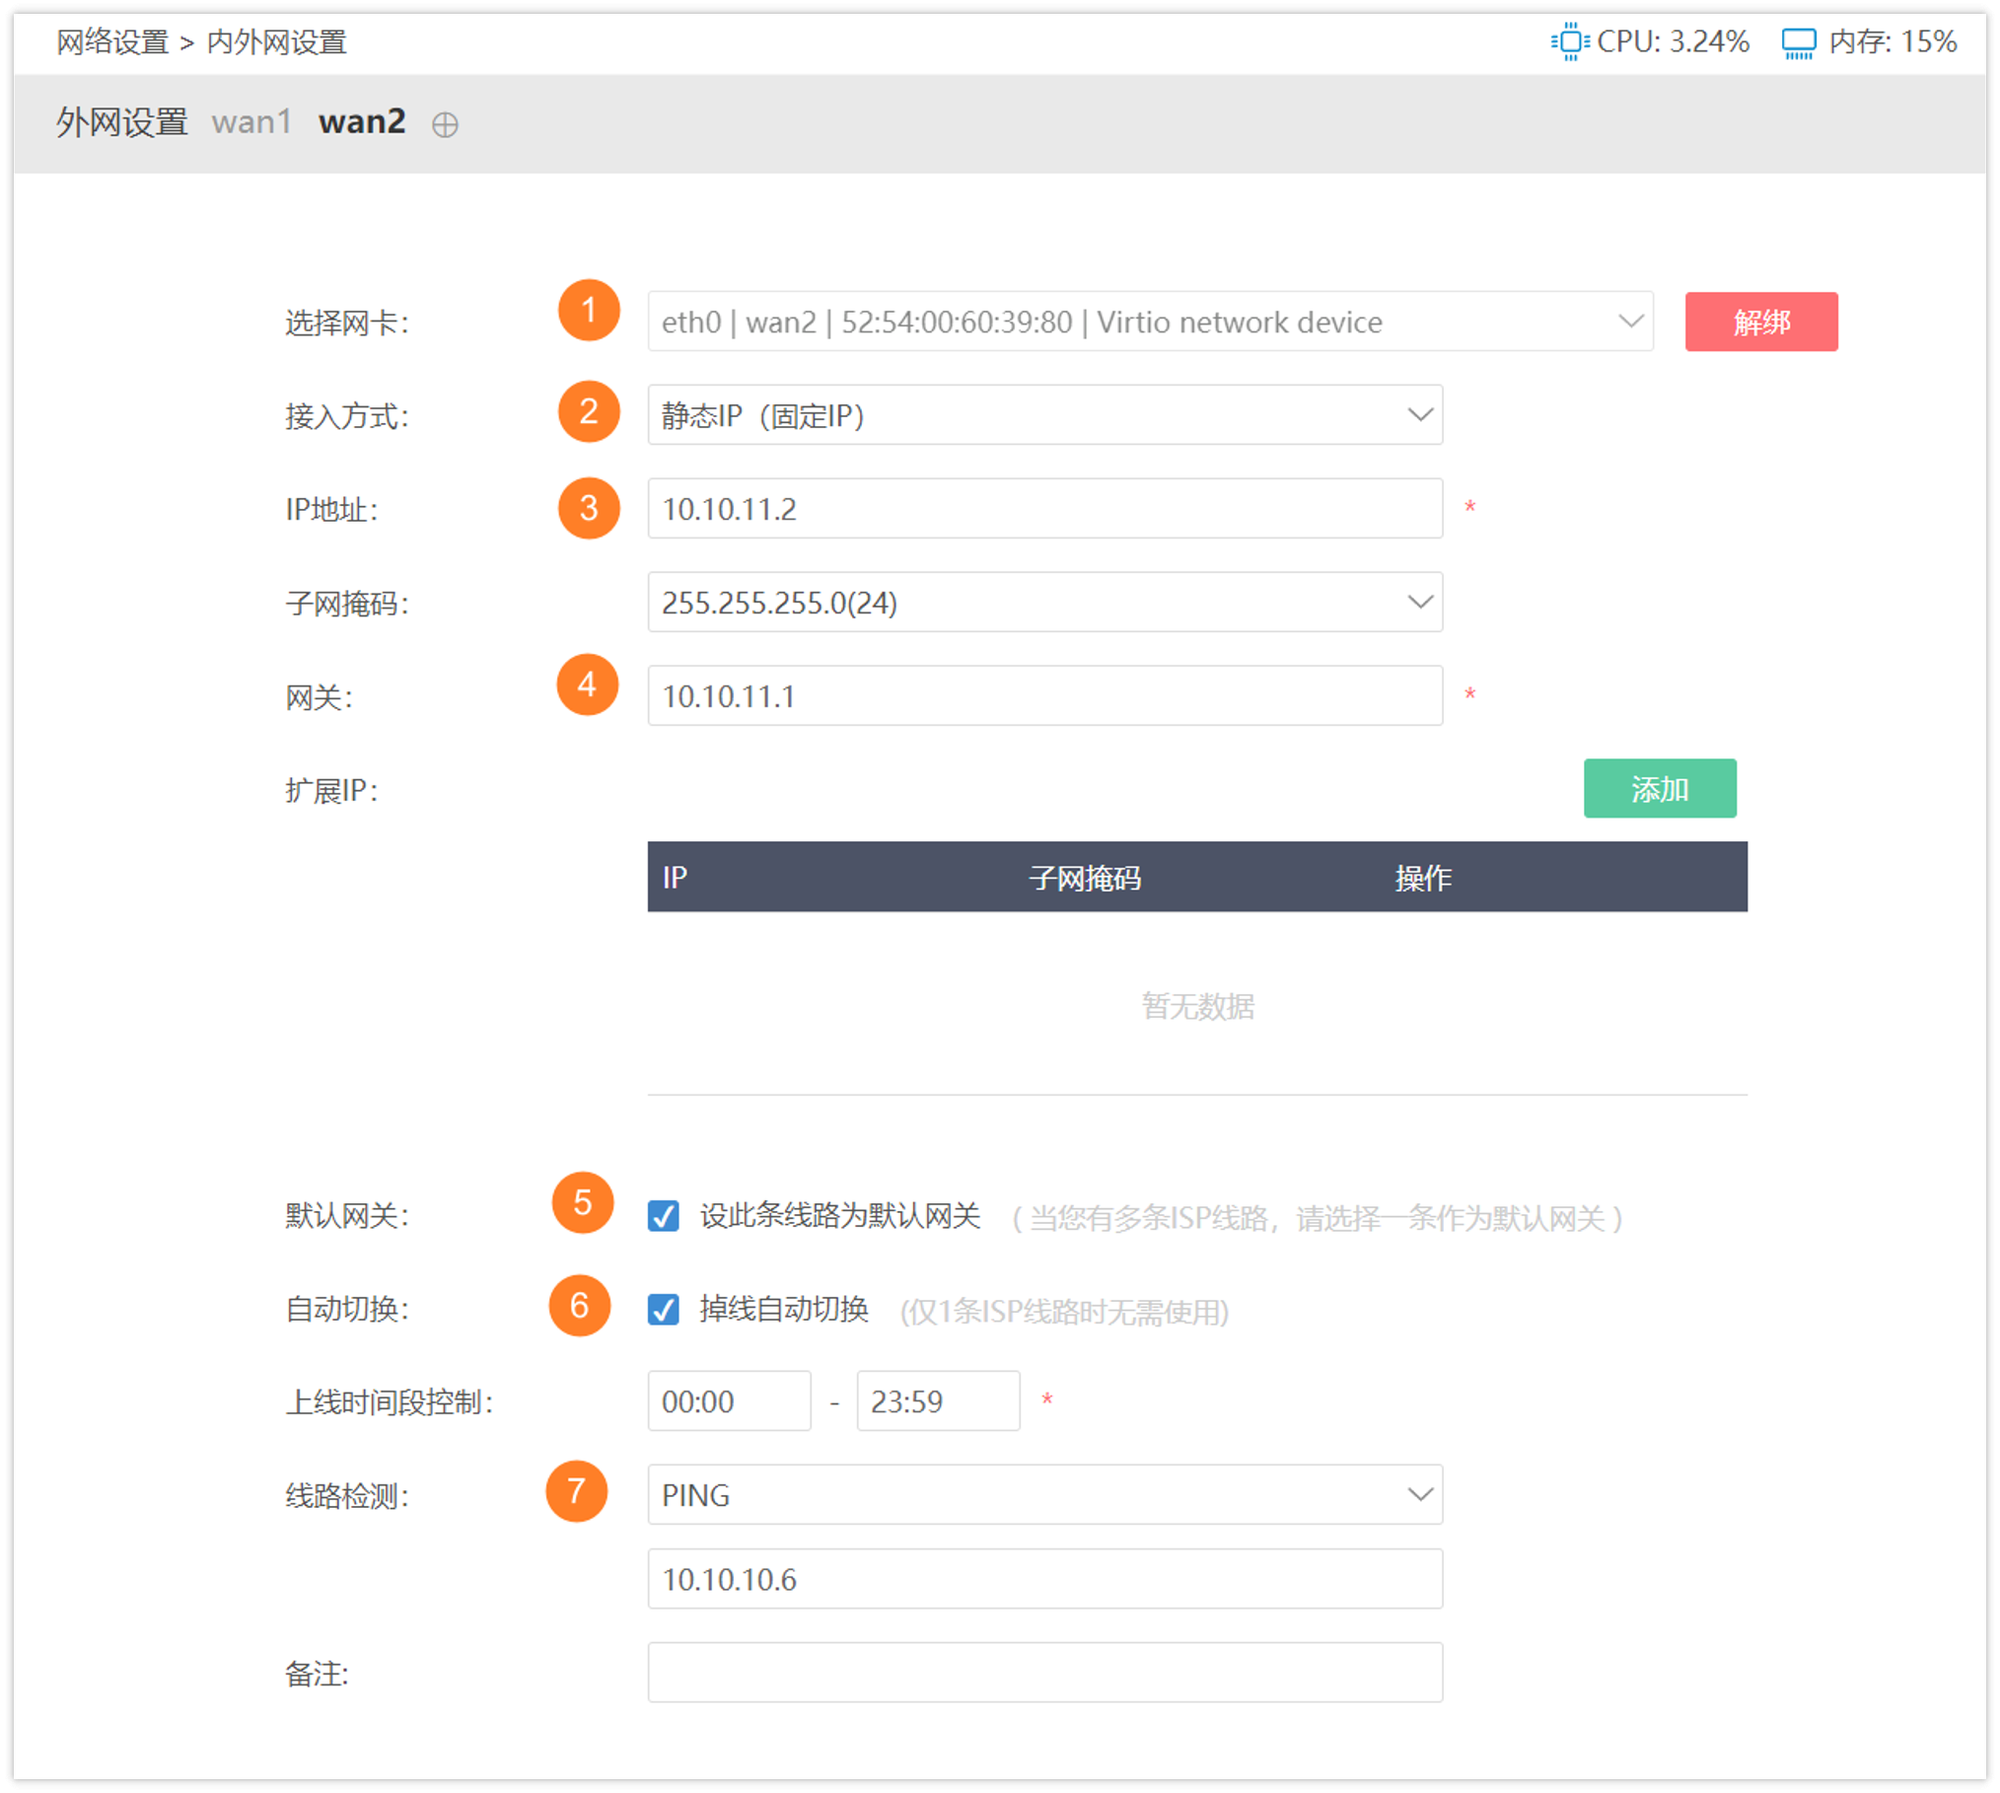 网络设置 > 内外网设置
CPU: 3.24% 内存: 15%
外网设置 wan1 wan2
选择网卡: 1 eth0 | wan2 | 52:54:00:60:39:80 | Virtio network device 解绑
接入方式: 2 静态IP（固定IP）
IP地址: 3 10.10.11.2 *
子网掩码: 255.255.255.0(24)
网关: 4 10.10.11.1 *
扩展IP: 添加
IP 子网掩码 操作
暂无数据
默认网关: 5 设此条线路为默认网关 ( 当您有多条ISP线路，请选择一条作为默认网关 )
自动切换: 6 掉线自动切换 (仅1条ISP线路时无需使用)
上线时间段控制: 00:00 - 23:59 *
线路检测: 7 PING
10.10.10.6
备注: